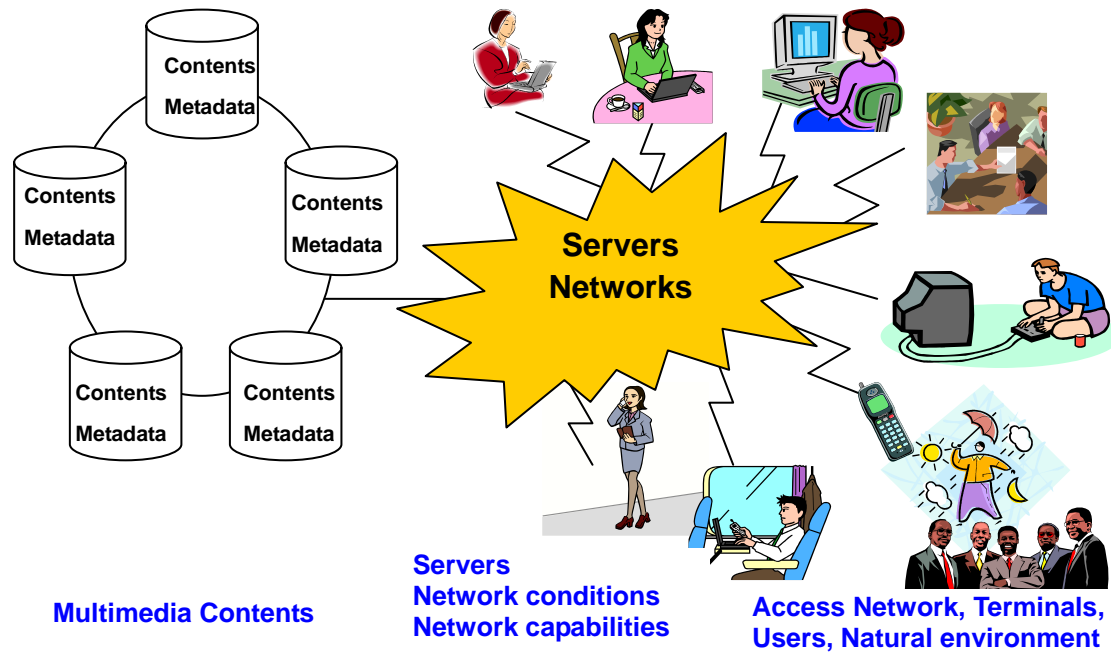 Contents
Metadata
Contents
Metadata
Contents
Metadata
Contents
Metadata
Contents
Metadata
Servers
Networks
Multimedia Contents
Servers
Network conditions
Network capabilities
Access Network, Terminals,
Users, Natural environment